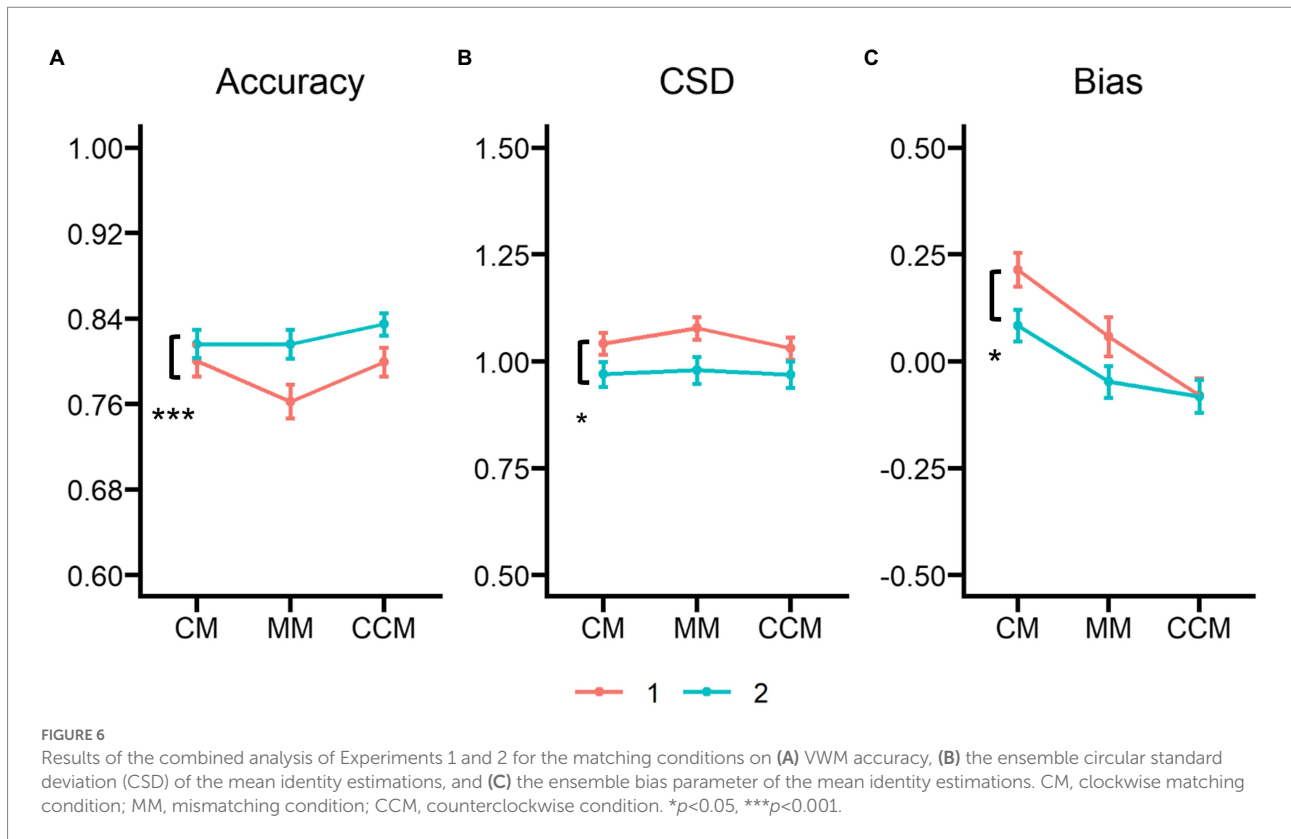 A
Accuracy
1.00
0.92
0.84
0.76
0.68
0.60
***
CM MM CCM
B
CSD
1.50
1.25
1.00
0.75
0.50
*
CM MM CCM
C
Bias
0.50
0.25
0.00
-0.25
-0.50
*
CM MM CCM
1 2
FIGURE 6
Results of the combined analysis of Experiments 1 and 2 for the matching conditions on (A) VWM accuracy, (B) the ensemble circular standard
deviation (CSD) of the mean identity estimations, and (C) the ensemble bias parameter of the mean identity estimations. CM, clockwise matching
condition; MM, mismatching condition; CCM, counterclockwise condition. *p<0.05, ***p<0.001.